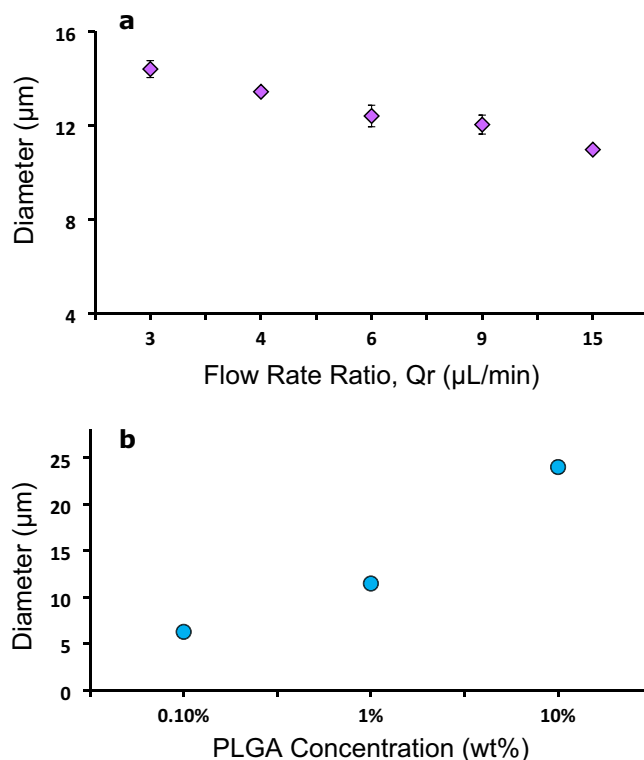 a
16
12
8
4
Diameter (µm)
3 4 6 9 15
Flow Rate Ratio, Qr (µL/min)
b
25
20
15
10
5
0
Diameter (µm)
0.10% 1% 10%
PLGA Concentration (wt%)